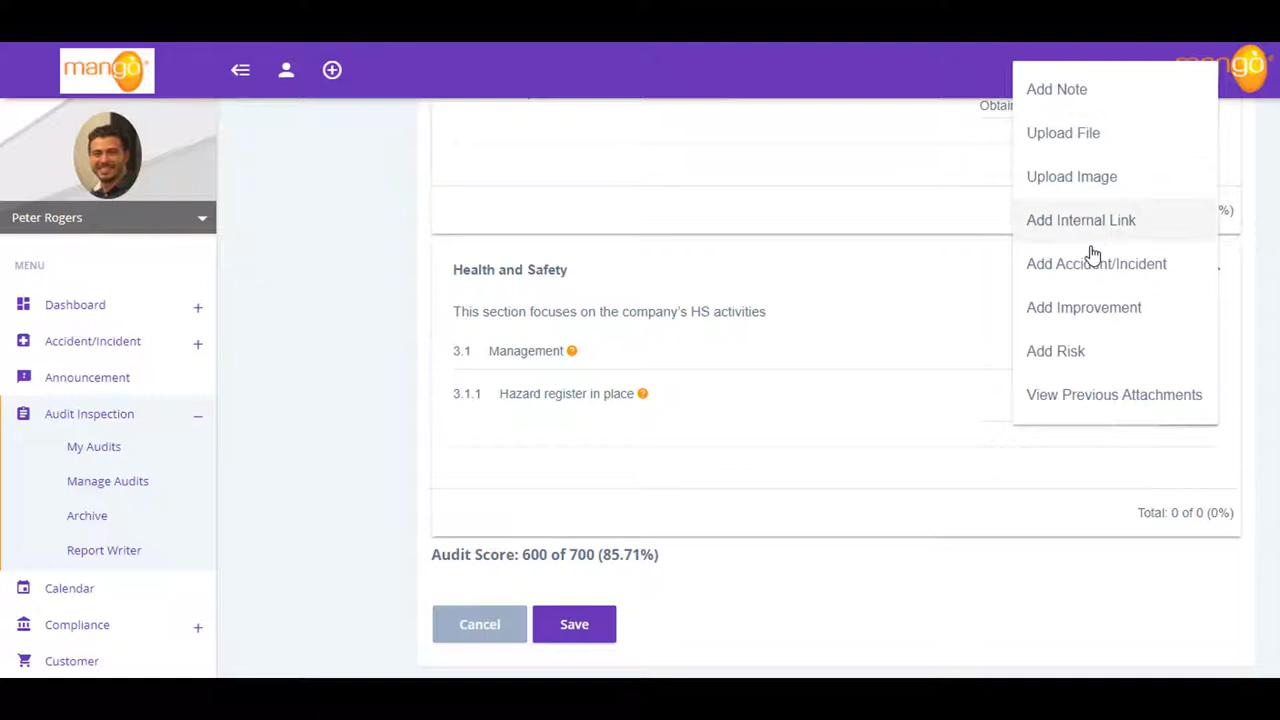 mango
mango
Peter Rogers
MENU
Dashboard
Accident/Incident
Announcement
Audit Inspection
My Audits
Manage Audits
Archive
Report Writer
Calendar
Compliance
Customer
Obtain
%)
Health and Safety
This section focuses on the company's HS activities
3.1 Management
3.1.1 Hazard register in place
Total: 0 of 0 (0%)
Audit Score: 600 of 700 (85.71%)
Cancel
Save
Add Note
Upload File
Upload Image
Add Internal Link
Add Accident/Incident
Add Improvement
Add Risk
View Previous Attachments